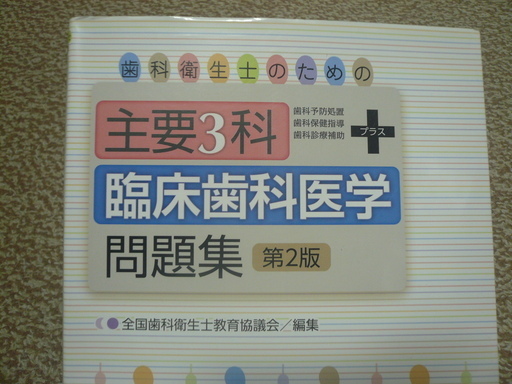 歯科衛生士のための
主要3科
歯科予防処置
歯科保健指導
歯科診療補助
プラス
臨床歯科医学
問題集 第2版
全国歯科衛生士教育協議会/編集